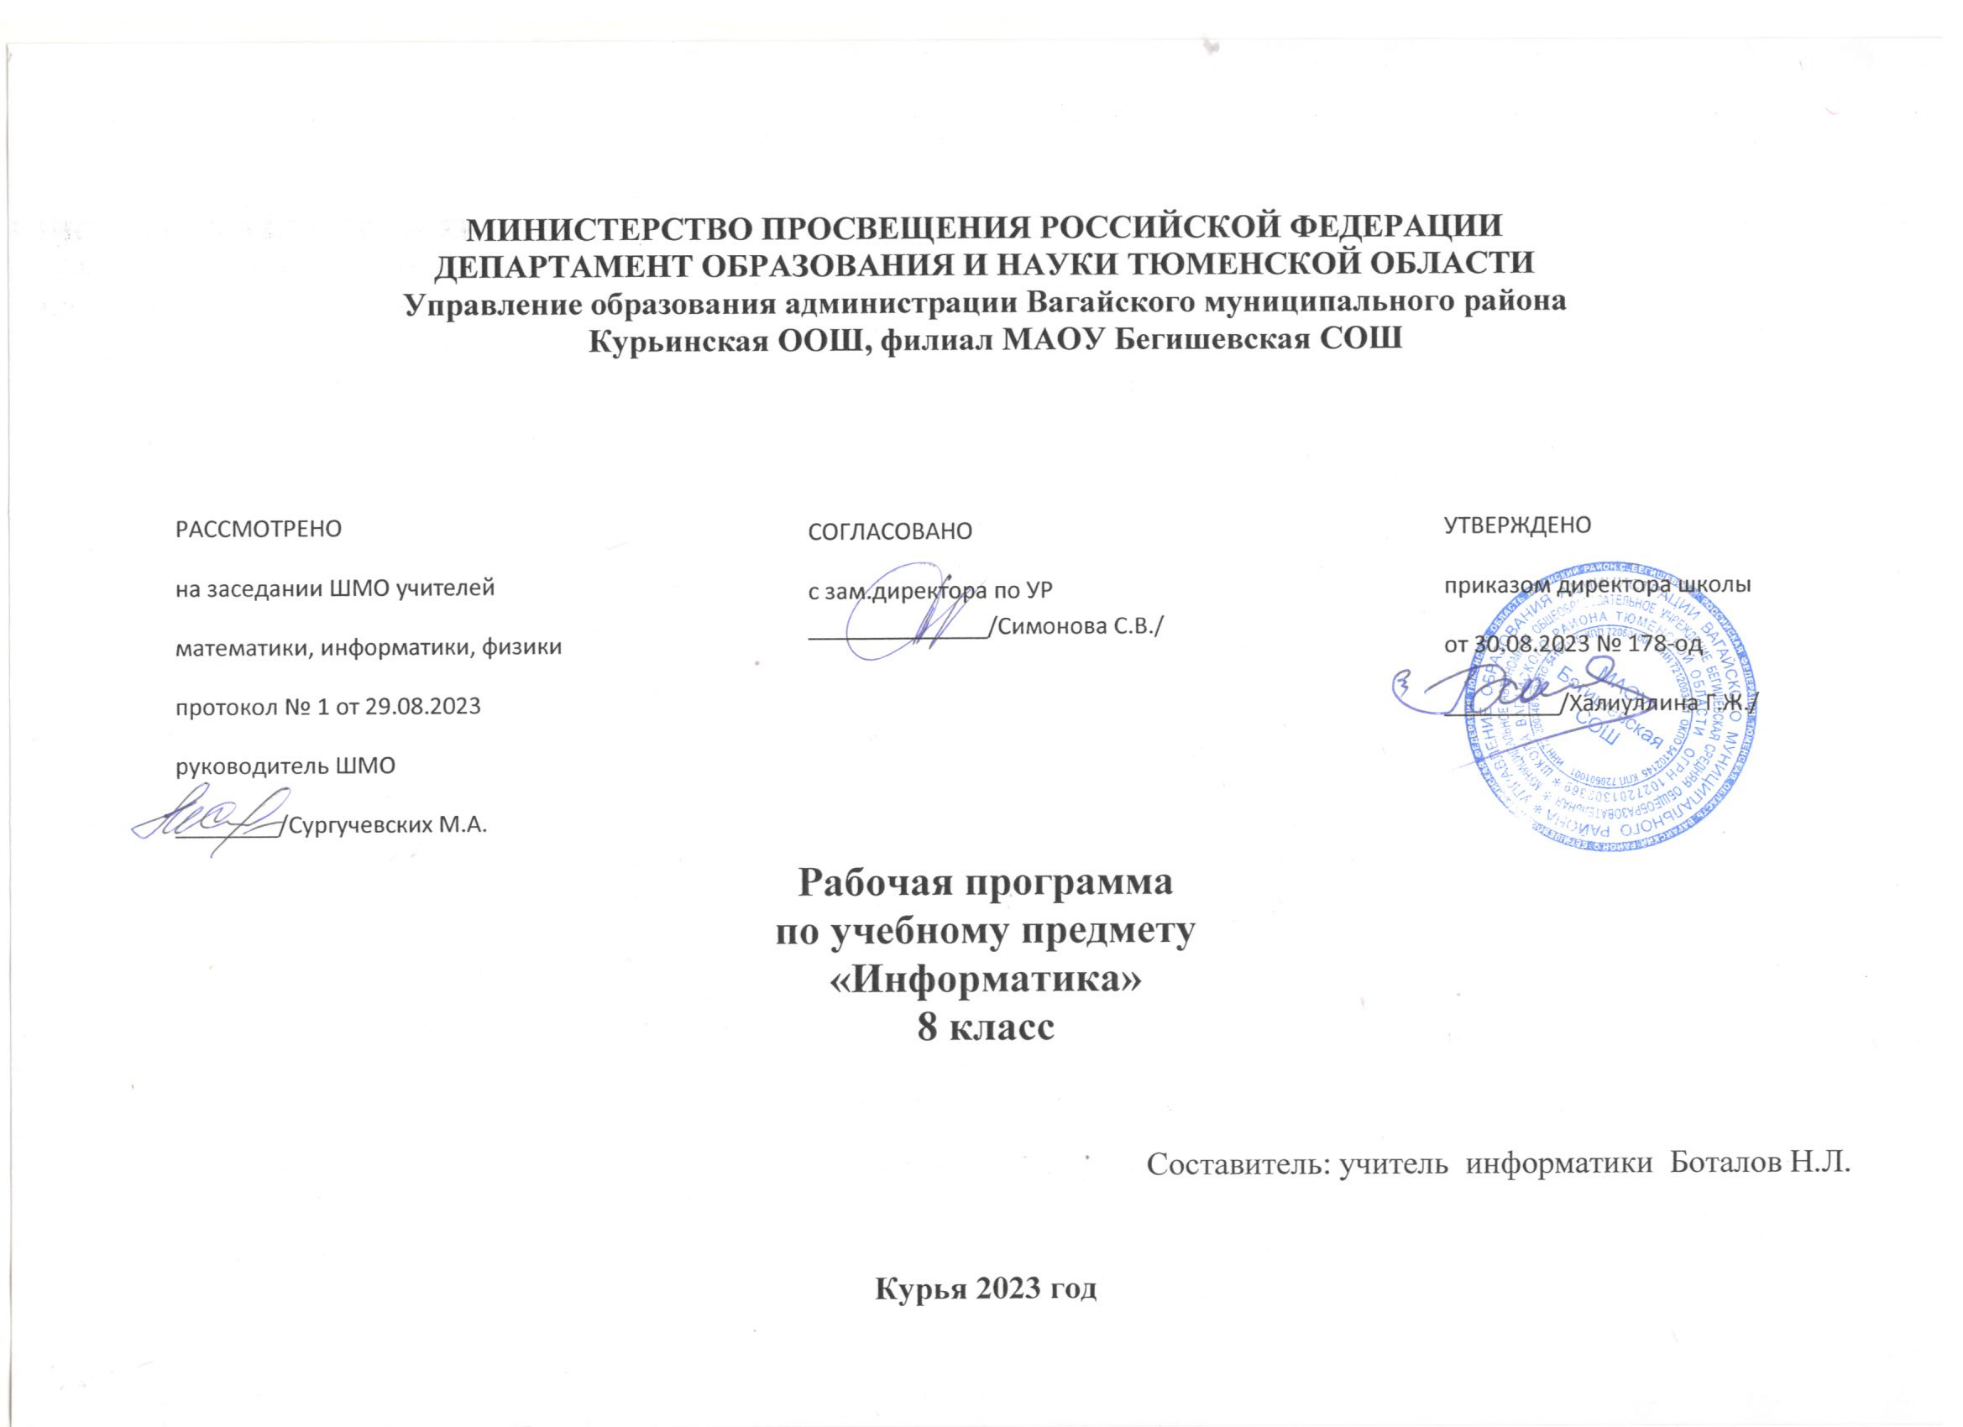 МИНИСТЕРСТВО ПРОСВЕЩЕНИЯ РОССИЙСКОЙ ФЕДЕРАЦИИ
ДЕПАРТАМЕНТ ОБРАЗОВАНИЯ И НАУКИ ТЮМЕНСКОЙ ОБЛАСТИ
Управление образования администрации Вагайского муниципального района
Курьинская ООШ, филиал МАОУ Бегишевская СОШ
РАССМОТРЕНО
на заседании ШМО учителей
математики, информатики, физики
протокол № 1 от 29.08.2023
руководитель ШМО
/Сургучевских М.А.
СОГЛАСОВАНО
с зам.директора по УР
/Симонова С.В./
УТВЕРЖДЕНО
приказом директора школы
от 30.08.2023 № 178-од
/Халиуллина Г.Ж./
МАОУ
Бегишевская
СОШ
Рабочая программа
по учебному предмету
«Информатика»
8 класс
Составитель: учитель информатики Боталов Н.Л.
Курья 2023 год